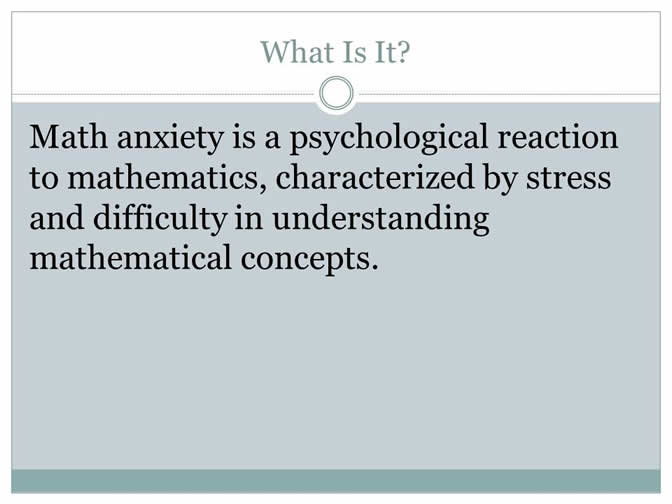 What Is It?
Math anxiety is a psychological reaction
to mathematics, characterized by stress
and difficulty in understanding
mathematical concepts.